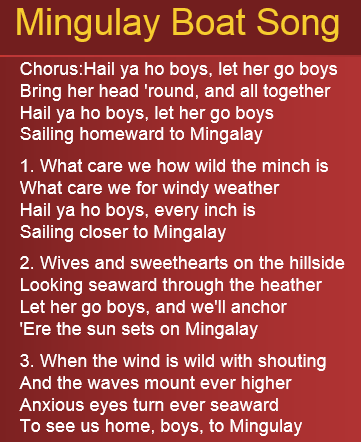 Mingulay Boat Song
Chorus:Hail ya ho boys, let her go boys
Bring her head 'round, and all together
Hail ya ho boys, let her go boys
Sailing homeward to Mingalay
1. What care we how wild the minch is
What care we for windy weather
Hail ya ho boys, every inch is
Sailing closer to Mingalay
2. Wives and sweethearts on the hillside
Looking seaward through the heather
Let her go boys, and we'll anchor
'Ere the sun sets on Mingalay
3. When the wind is wild with shouting
And the waves mount ever higher
Anxious eyes turn ever seaward
To see us home, boys, to Mingulay